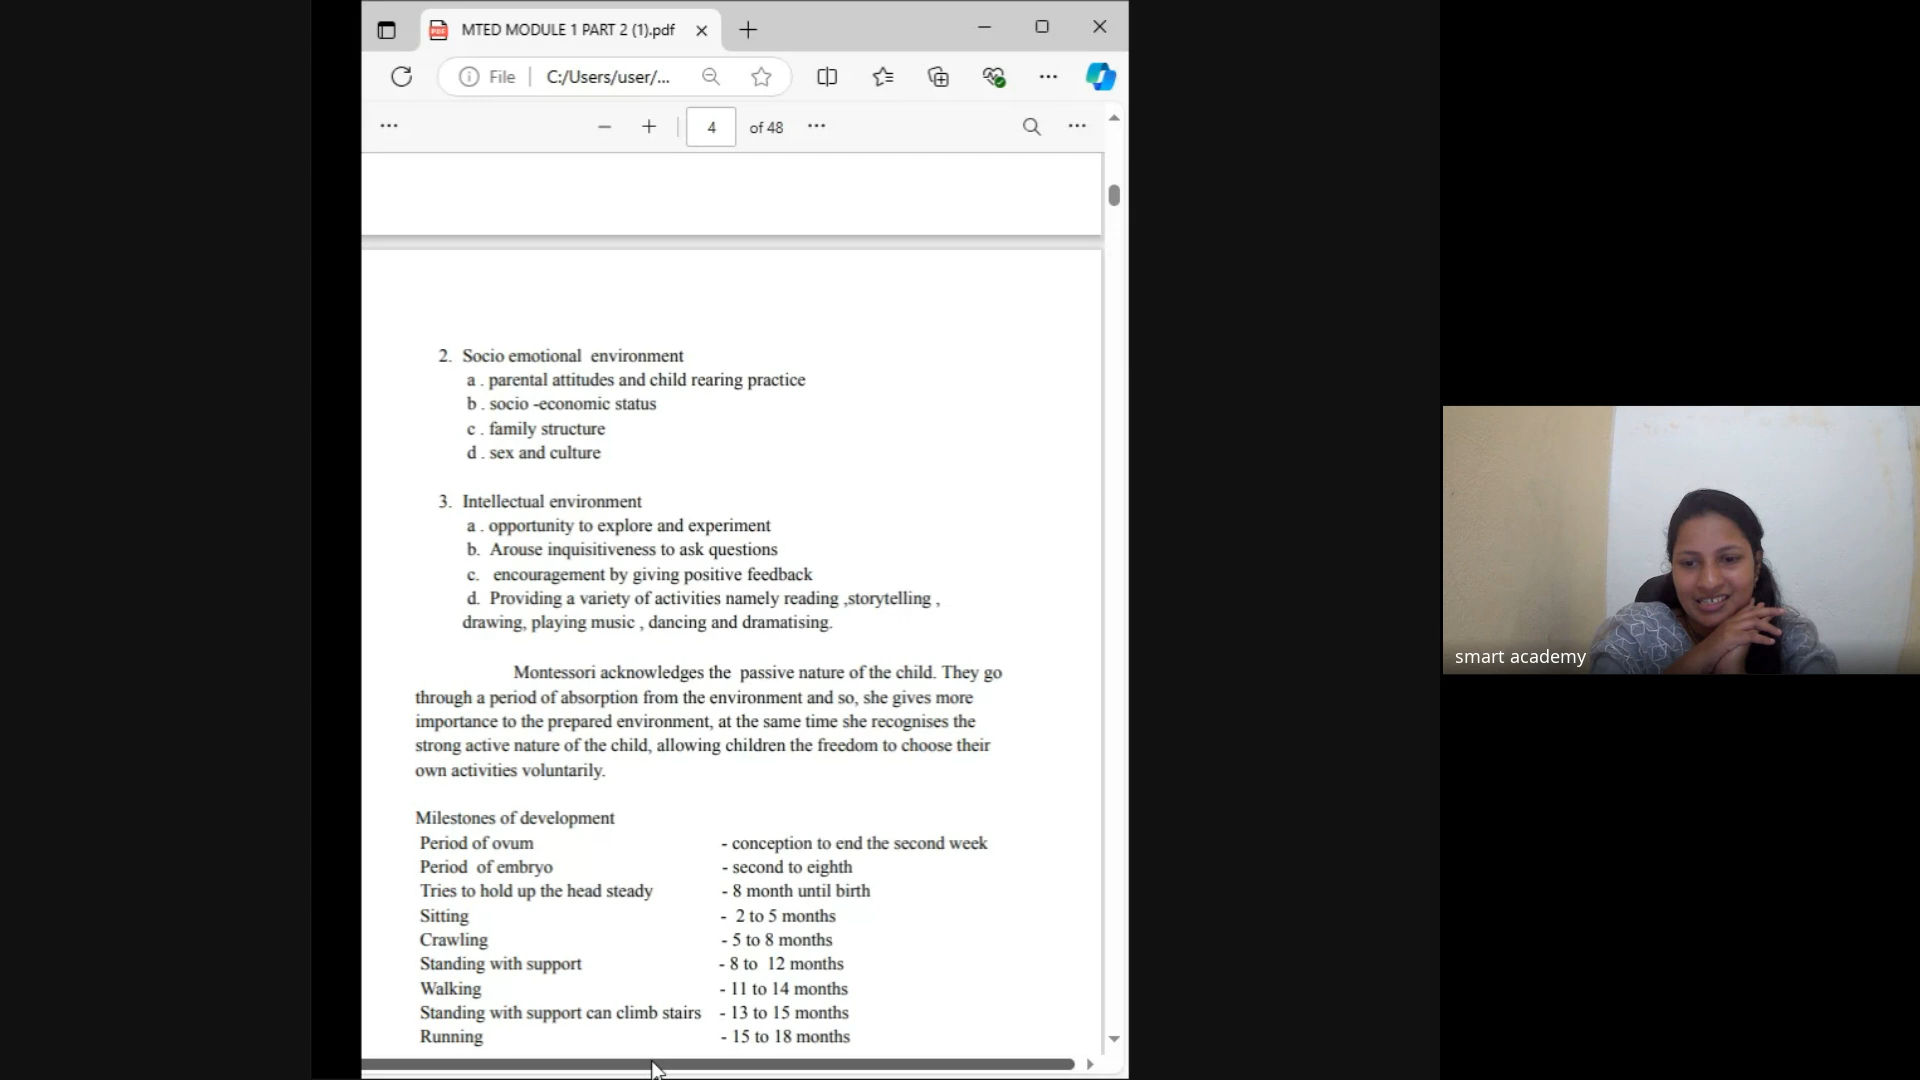 MTED MODULE 1 PART 2 (1).pdf
File
C:/Users/user/...
4 of 48
2. Socio emotional environment
a . parental attitudes and child rearing practice
b . socio -economic status
c . family structure
d . sex and culture
3. Intellectual environment
a . opportunity to explore and experiment
b. Arouse inquisitiveness to ask questions
c. encouragement by giving positive feedback
d. Providing a variety of activities namely reading ,storytelling ,
drawing, playing music , dancing and dramatising.
Montessori acknowledges the passive nature of the child. They go
through a period of absorption from the environment and so, she gives more
importance to the prepared environment, at the same time she recognises the
strong active nature of the child, allowing children the freedom to choose their
own activities voluntarily.
Milestones of development
Period of ovum - conception to end the second week
Period of embryo - second to eighth
Tries to hold up the head steady - 8 month until birth
Sitting - 2 to 5 months
Crawling - 5 to 8 months
Standing with support - 8 to 12 months
Walking - 11 to 14 months
Standing with support can climb stairs - 13 to 15 months
Running - 15 to 18 months
smart academy